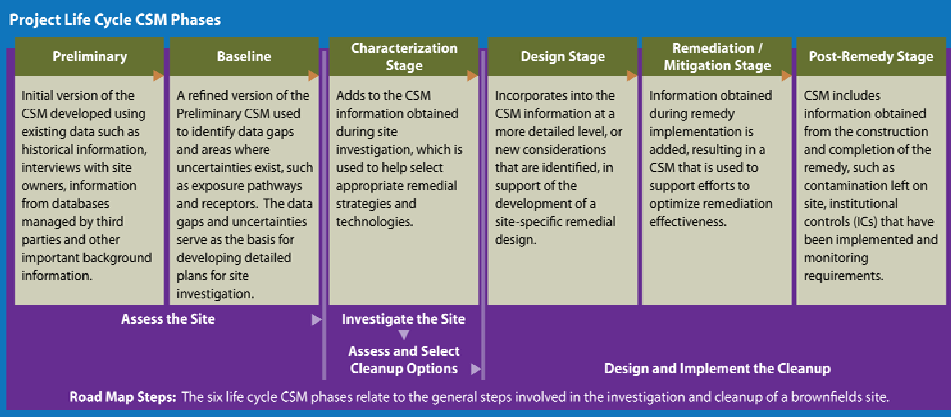 Project Life Cycle CSM Phases
Preliminary
Initial version of the
CSM developed using
existing data such as
historical information,
interviews with site
owners, information
from databases
managed by third
parties and other
important background
information.
Baseline
A refined version of the
Preliminary CSM used
to identify data gaps
and areas where
uncertainties exist, such
as exposure pathways
and receptors.  The data
gaps and uncertainties
serve as the basis for
developing detailed
plans for site
investigation.
Characterization
Stage
Adds to the CSM
information obtained
during site
investigation, which is
used to help select
appropriate remedial
strategies and
technologies.
Design Stage
Incorporates into the
CSM information at a
more detailed level, or
new considerations
that are identified, in
support of the
development of a
site-specific remedial
design.
Remediation /
Mitigation Stage
Information obtained
during remedy
implementation is
added, resulting in a
CSM that is used to
support efforts to
optimize remediation
effectiveness.
Post-Remedy Stage
CSM includes
information obtained
from the construction
and completion of the
remedy, such as
contamination left on
site, institutional
controls (ICs) that have
been implemented and
monitoring
requirements.
Assess the Site
Investigate the Site
Assess and Select
Cleanup Options
Design and Implement the Cleanup
Road Map Steps:  The six life cycle CSM phases relate to the general steps involved in the investigation and cleanup of a brownfields site.